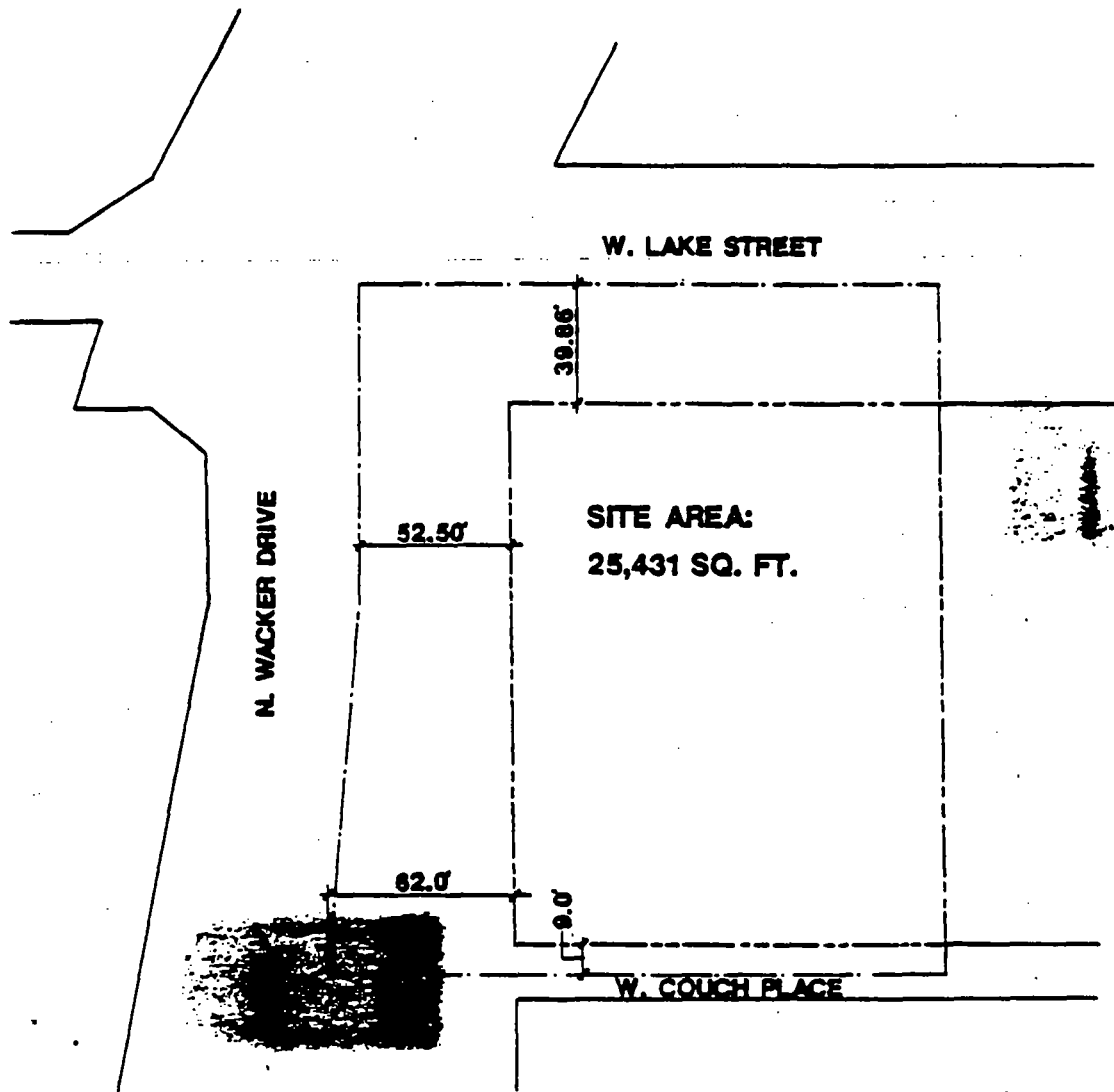 W. LAKE STREET
39.86'
52.50'
SITE AREA:
25,431 SQ. FT.
N. WACKER DRIVE
62.0'
9.0'
W. COUCH PLACE